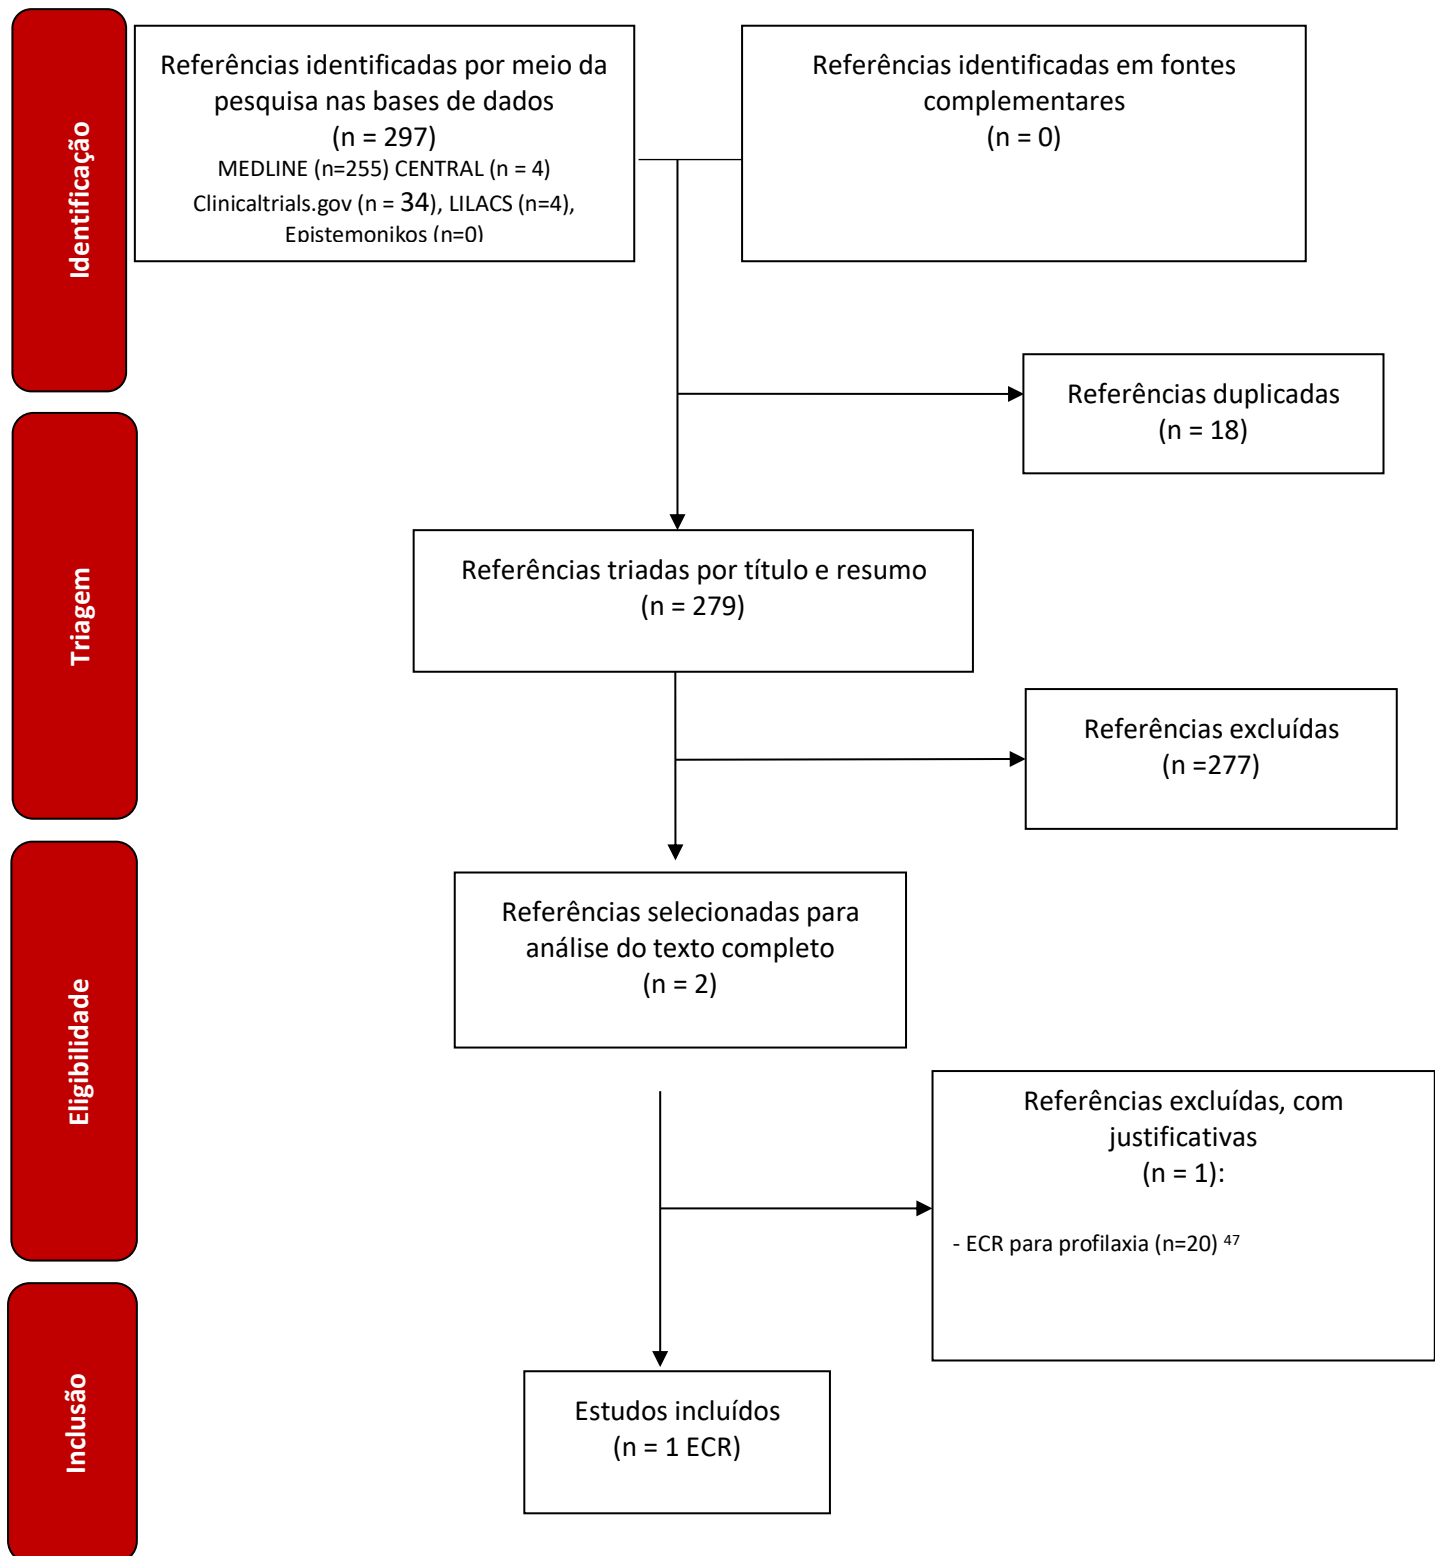 Identificação
Referências identificadas por meio da
pesquisa nas bases de dados
(n = 297)
MEDLINE (n=255) CENTRAL (n = 4)
Clinicaltrials.gov (n = 34), LILACS (n=4),
Epistemonikos (n=0)
Referências identificadas em fontes
complementares
(n = 0)
Referências duplicadas
(n = 18)
Triagem
Referências triadas por título e resumo
(n = 279)
Referências excluídas
(n =277)
Eligibilidade
Referências selecionadas para
análise do texto completo
(n = 2)
Referências excluídas, com
justificativas
(n = 1):
- ECR para profilaxia (n=20) 47
Inclusão
Estudos incluídos
(n = 1 ECR)